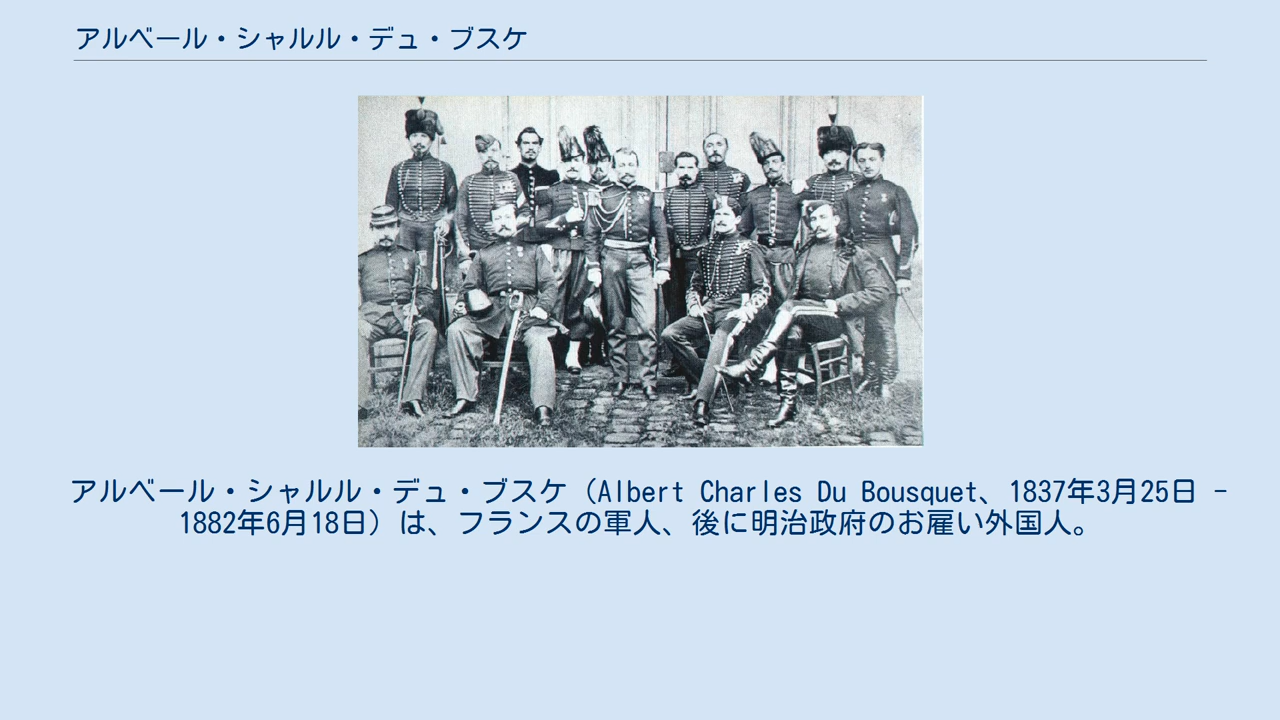 アルベール・シャルル・デュ・ブスケ
アルベール・シャルル・デュ・ブスケ（Albert Charles Du Bousquet、1837年3月25日 -
1882年6月18日）は、フランスの軍人、後に明治政府のお雇い外国人。